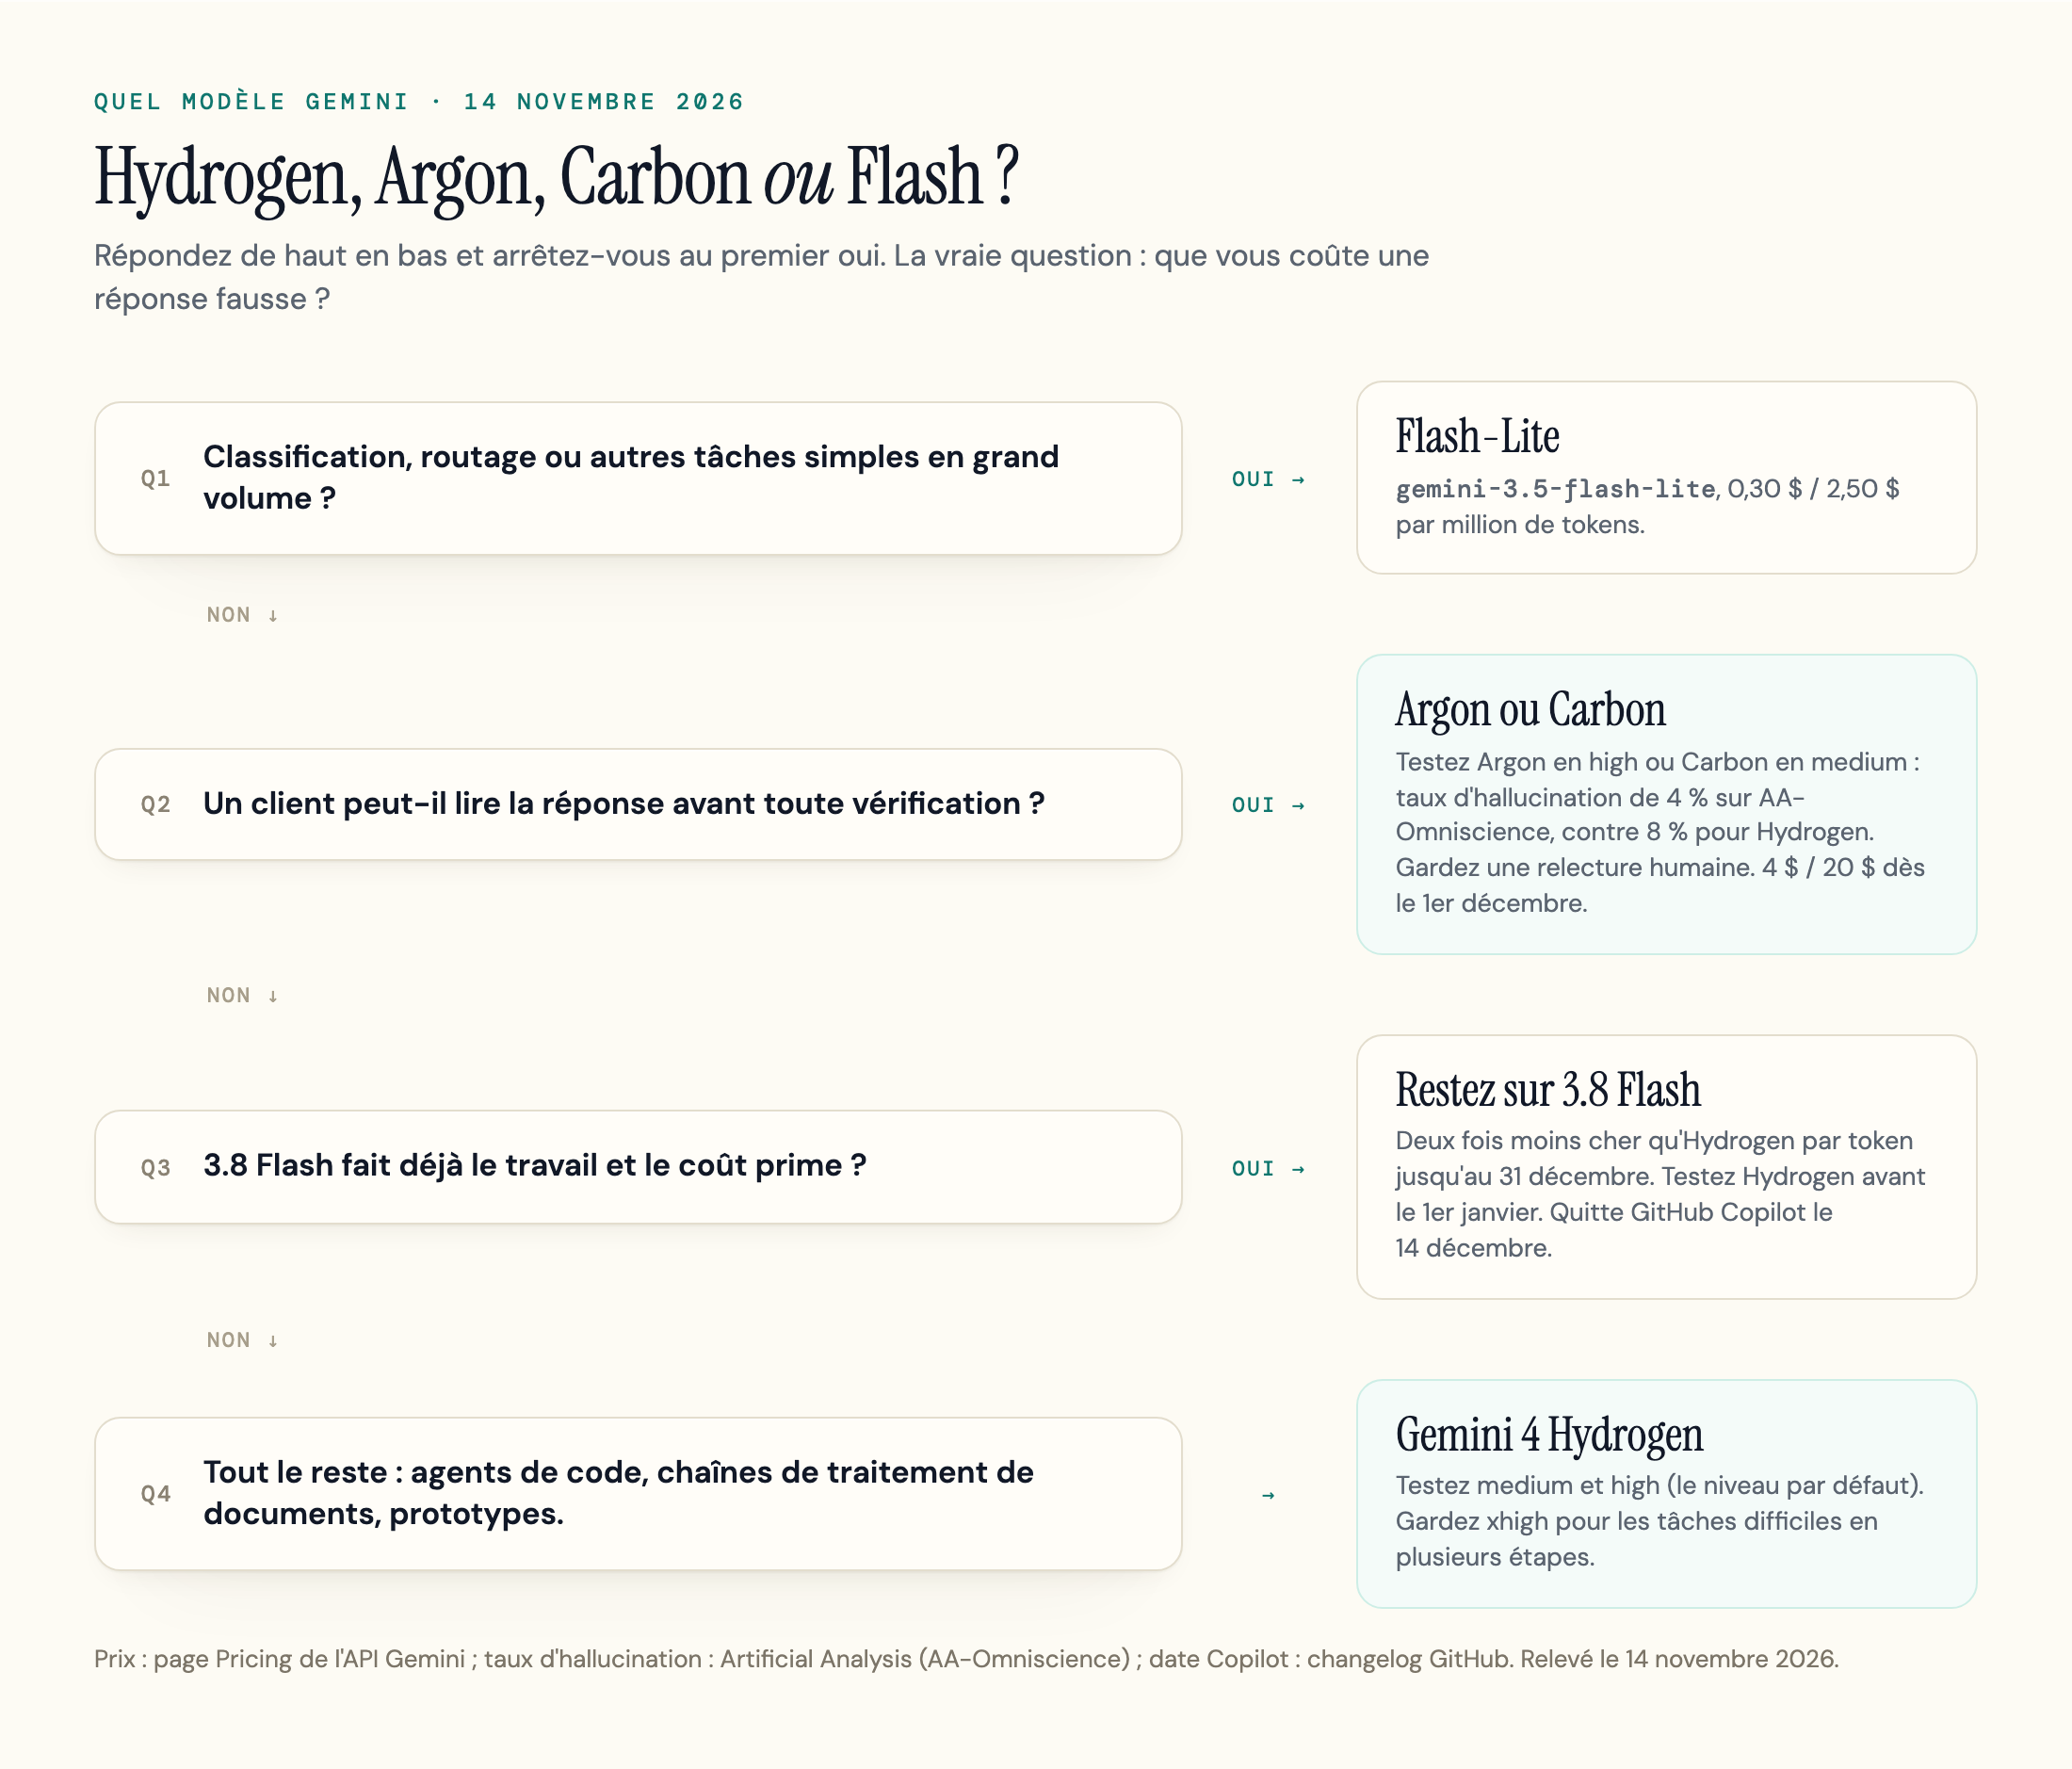 QUEL MODÈLE GEMINI · 14 NOVEMBRE 2026
Hydrogen, Argon, Carbon ou Flash ?
Répondez de haut en bas et arrêtez-vous au premier oui. La vraie question : que vous coûte une
réponse fausse ?
Q1
Classification, routage ou autres tâches simples en grand
volume ?
OUI →
Flash-Lite
gemini-3.5-flash-lite, 0,30 $ / 2,50 $
par million de tokens.
NON ↓
Q2
Un client peut-il lire la réponse avant toute vérification ?
OUI →
Argon ou Carbon
Testez Argon en high ou Carbon en medium :
taux d'hallucination de 4 % sur AA-
Omniscience, contre 8 % pour Hydrogen.
Gardez une relecture humaine. 4 $ / 20 $ dès
le 1er décembre.
NON ↓
Q3
3.8 Flash fait déjà le travail et le coût prime ?
OUI →
Restez sur 3.8 Flash
Deux fois moins cher qu'Hydrogen par token
jusqu'au 31 décembre. Testez Hydrogen avant
le 1er janvier. Quitte GitHub Copilot le
14 décembre.
NON ↓
Q4
Tout le reste : agents de code, chaînes de traitement de
documents, prototypes.
→
Gemini 4 Hydrogen
Testez medium et high (le niveau par défaut).
Gardez xhigh pour les tâches difficiles en
plusieurs étapes.
Prix : page Pricing de l'API Gemini ; taux d'hallucination : Artificial Analysis (AA-Omniscience) ; date Copilot : changelog GitHub. Relevé le 14 novembre 2026.